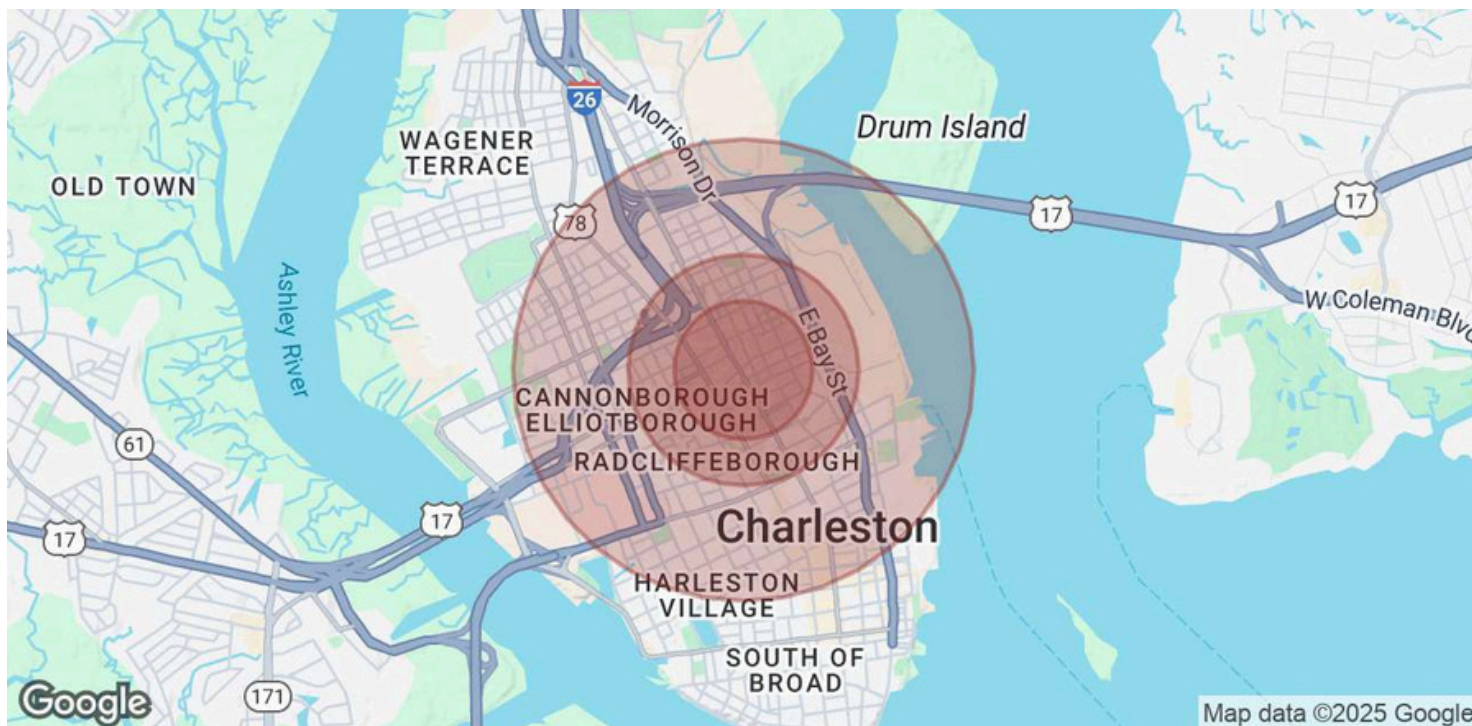 26
Morrison Dr
Drum Island
WAGENER
TERRACE
OLD TOWN
17
17
78
Ashley River
W Coleman Blvd
E Bay St
CANNONBOROUGH
ELLIOTBOROUGH
61
RADCLIFFEBOROUGH
17
17
Charleston
HARLESTON
VILLAGE
SOUTH OF
BROAD
171
Google
Map data ©2025 Google